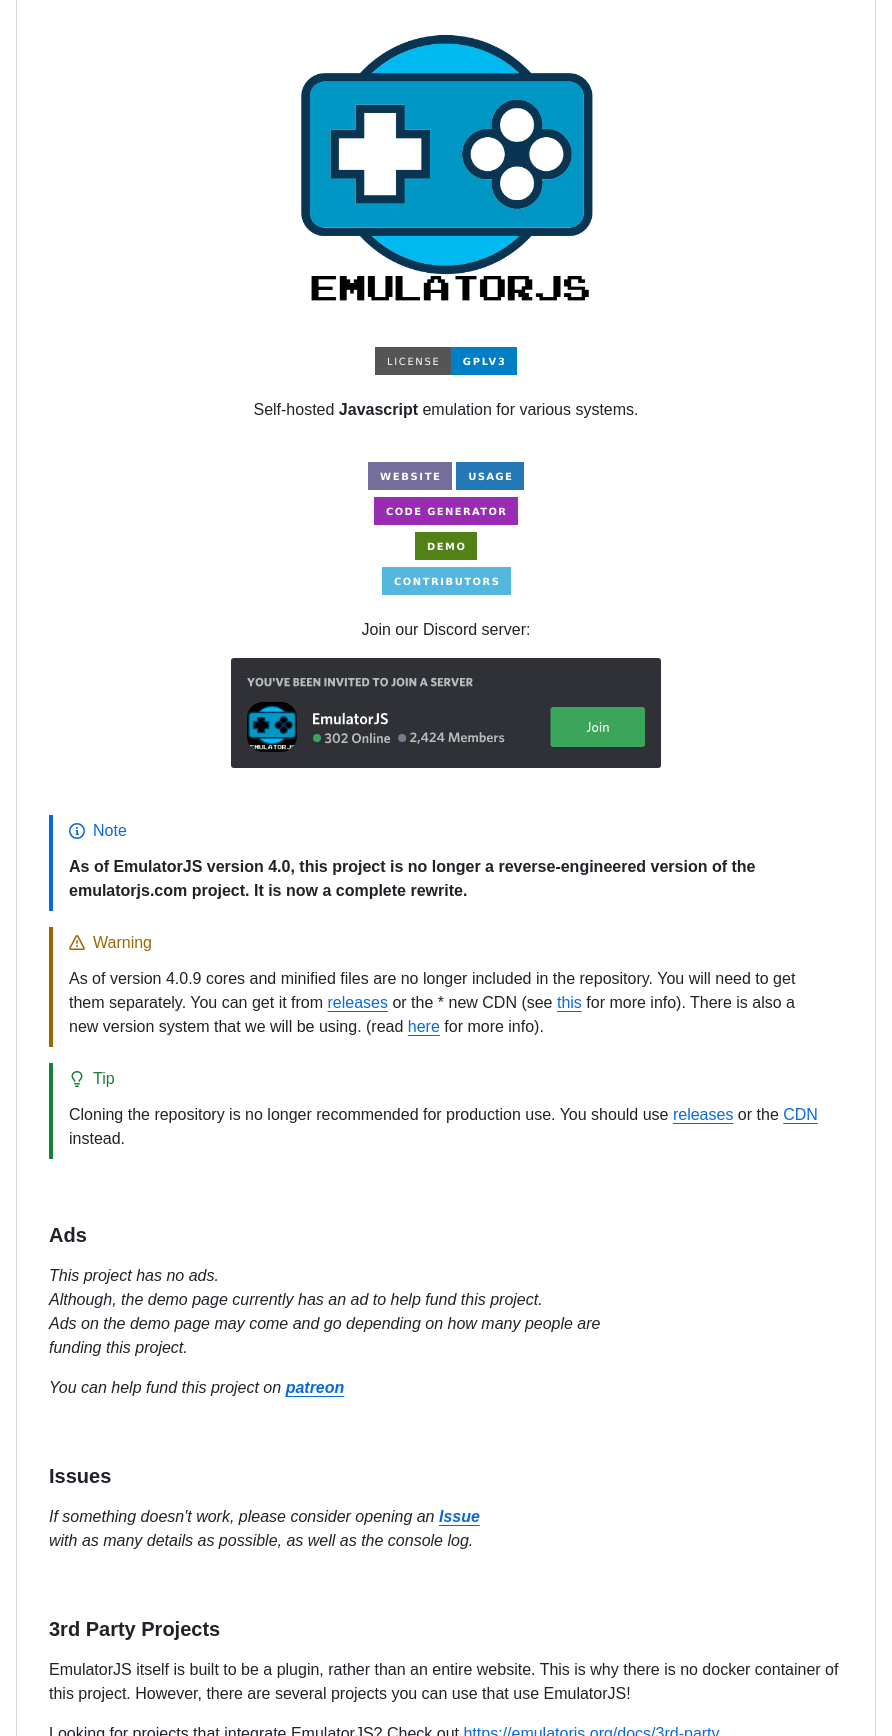 EMULATORJS
LICENSE GPLV3
Self-hosted Javascript emulation for various systems.
WEBSITE USAGE
CODE GENERATOR
DEMO
CONTRIBUTORS
Join our Discord server:
YOU'VE BEEN INVITED TO JOIN A SERVER
EMULATORJS
EmulatorJS
302 Online 2,424 Members
Join
Note
As of EmulatorJS version 4.0, this project is no longer a reverse-engineered version of the
emulatorjs.com project. It is now a complete rewrite.
Warning
As of version 4.0.9 cores and minified files are no longer included in the repository. You will need to get
them separately. You can get it from releases or the * new CDN (see this for more info). There is also a
new version system that we will be using. (read here for more info).
Tip
Cloning the repository is no longer recommended for production use. You should use releases or the CDN
instead.
Ads
This project has no ads.
Although, the demo page currently has an ad to help fund this project.
Ads on the demo page may come and go depending on how many people are
funding this project.
You can help fund this project on patreon
Issues
If something doesn't work, please consider opening an Issue
with as many details as possible, as well as the console log.
3rd Party Projects
EmulatorJS itself is built to be a plugin, rather than an entire website. This is why there is no docker container of
this project. However, there are several projects you can use that use EmulatorJS!
Looking for projects that integrate EmulatorJS? Check out https://emulatorjs.org/docs/3rd-party